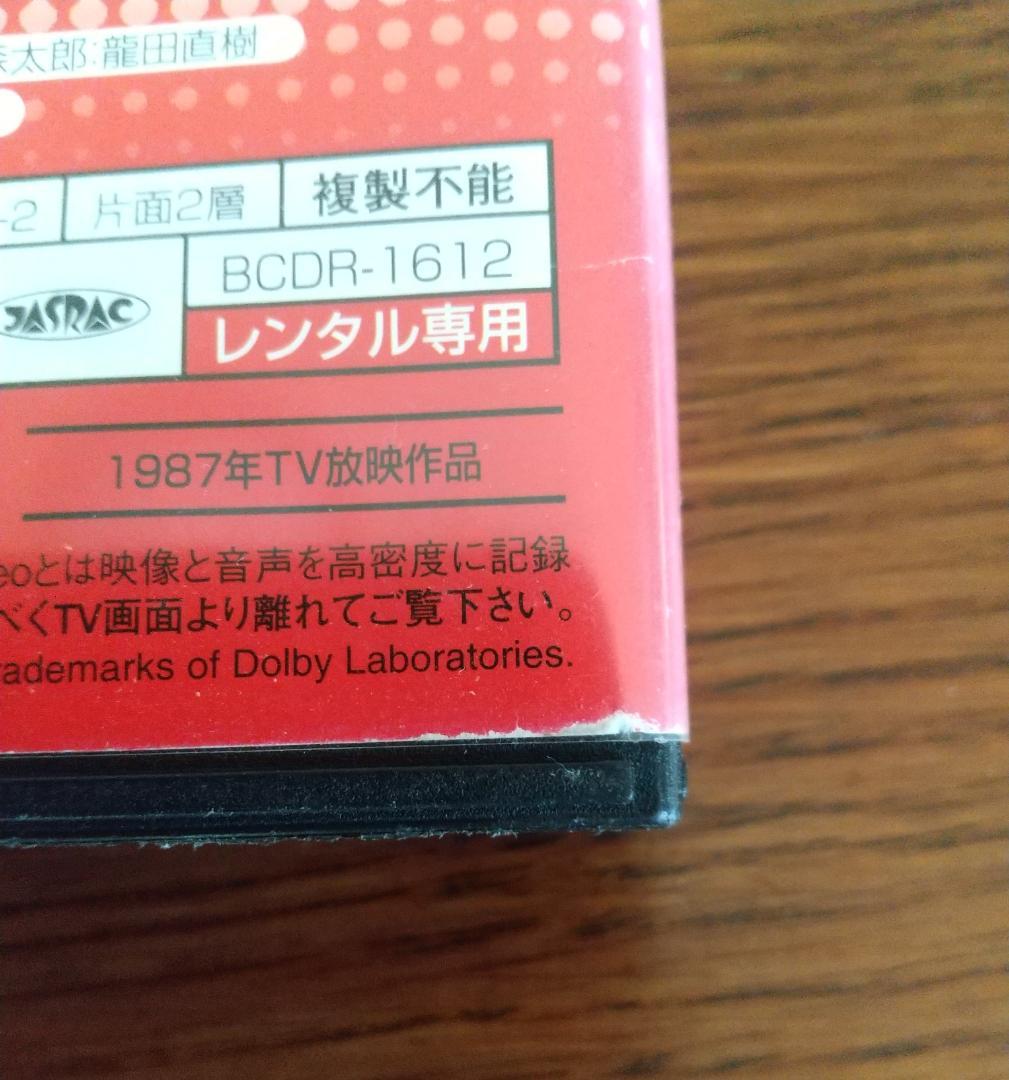 太郎:龍田直樹
-2
片面2層
複製不能
JASRAC
BCDR-1612
レンタル専用
1987年TV放映作品
eoとは映像と音声を高密度に記録
べくTV画面より離れてご覧下さい。
rademarks of Dolby Laboratories.